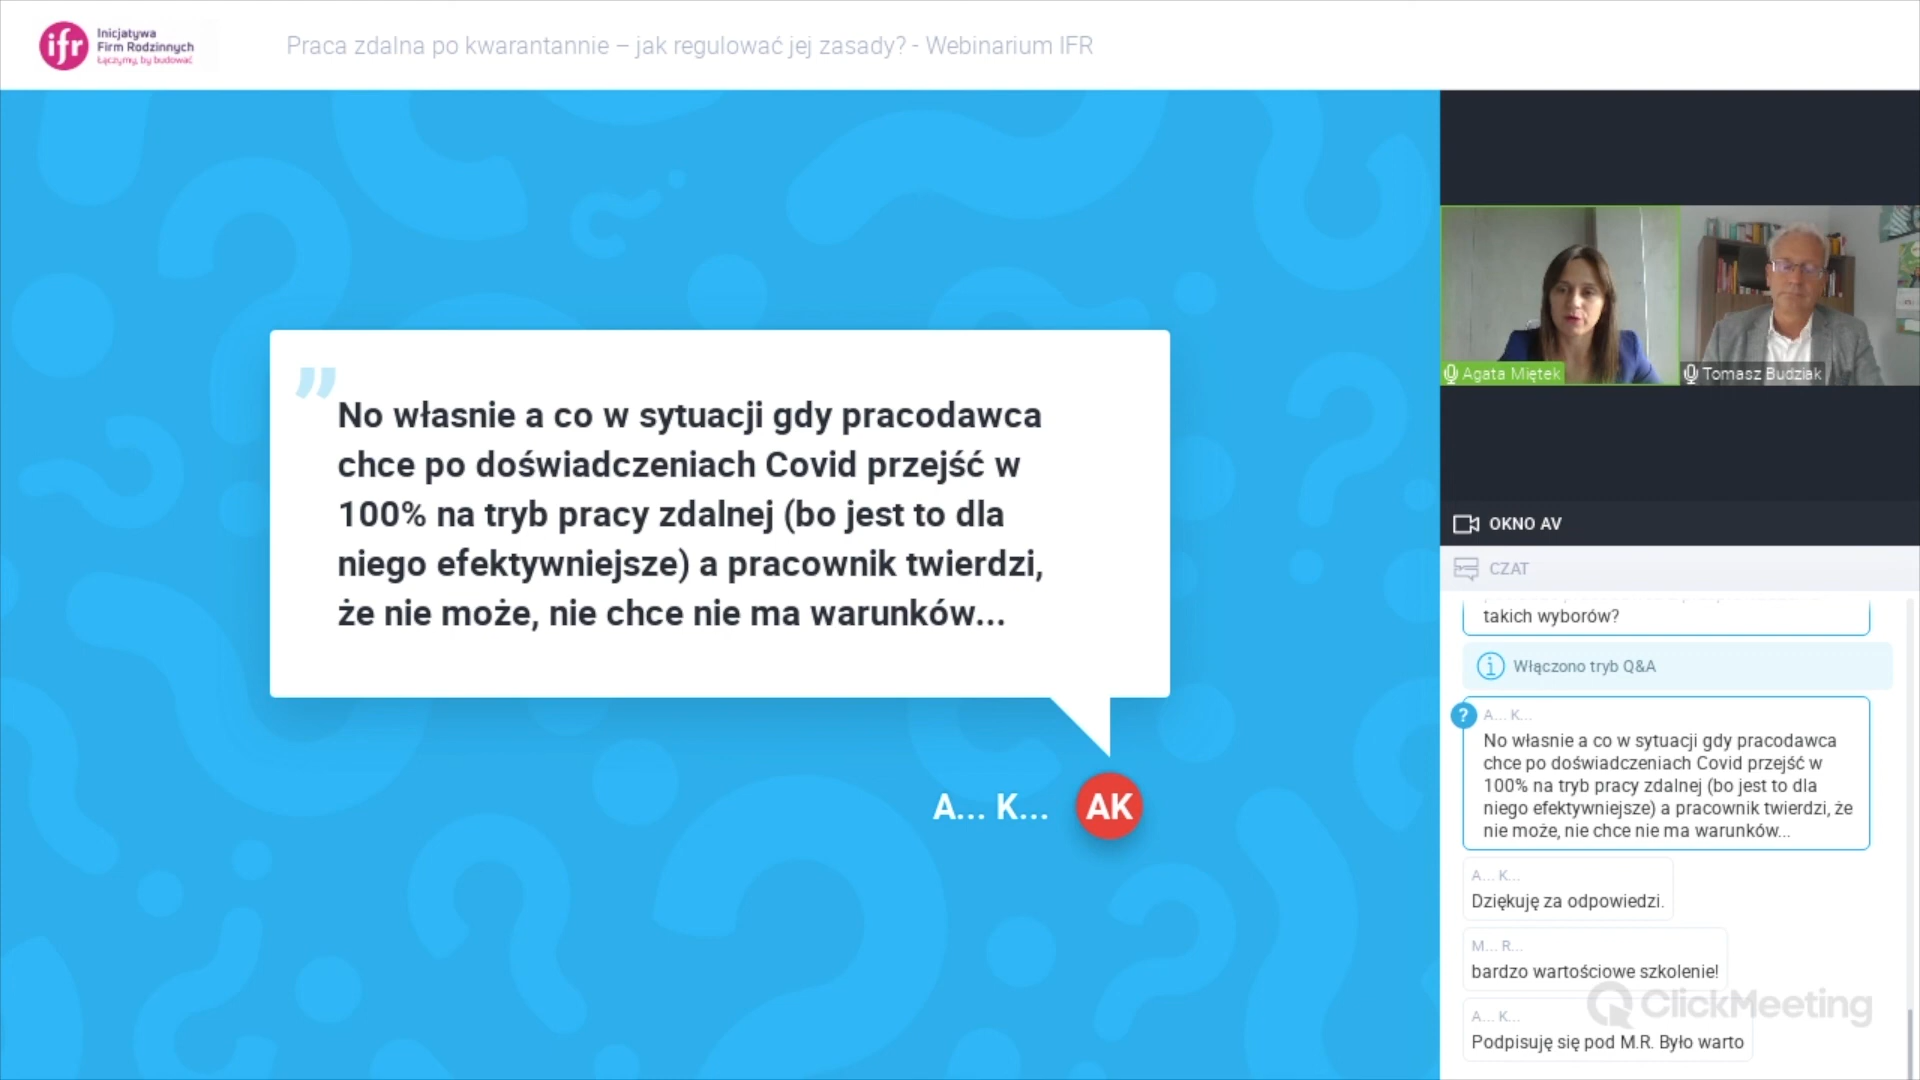 ifr
Inicjatywa
Firm Rodzinnych
Łączymy, by budować
Praca zdalna po kwarantannie – jak regulować jej zasady? - Webinarium IFR
"
No własnie a co w sytuacji gdy pracodawca
chce po doświadczeniach Covid przejść w
100% na tryb pracy zdalnej (bo jest to dla
niego efektywniejsze) a pracownik twierdzi,
że nie może, nie chce nie ma warunków...
A... K...
AK
Agata Miętek
Tomasz Budziak
OKNO AV
CZAT
takich wyborów?
Włączono tryb Q&A
?
A... K...
No własnie a co w sytuacji gdy pracodawca
chce po doświadczeniach Covid przejść w
100% na tryb pracy zdalnej (bo jest to dla
niego efektywniejsze) a pracownik twierdzi, że
nie może, nie chce nie ma warunków...
A... K...
Dziękuję za odpowiedzi.
M... R...
bardzo wartościowe szkolenie!
ClickMeeting
A... K...
Podpisuję się pod M.R. Było warto